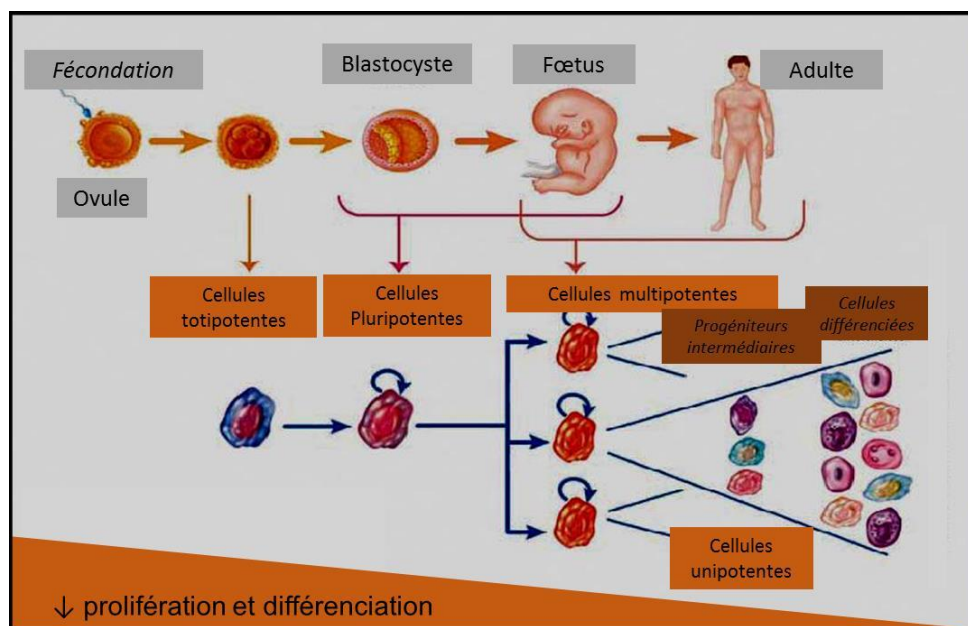 Fécondation
Blastocyste
Fœtus
Adulte
Ovule
Cellules
totipotentes
Cellules
Pluripotentes
Cellules multipotentes
Progéniteurs
intermédiaires
Cellules
différenciées
Cellules
unipotentes
↓ prolifération et différenciation